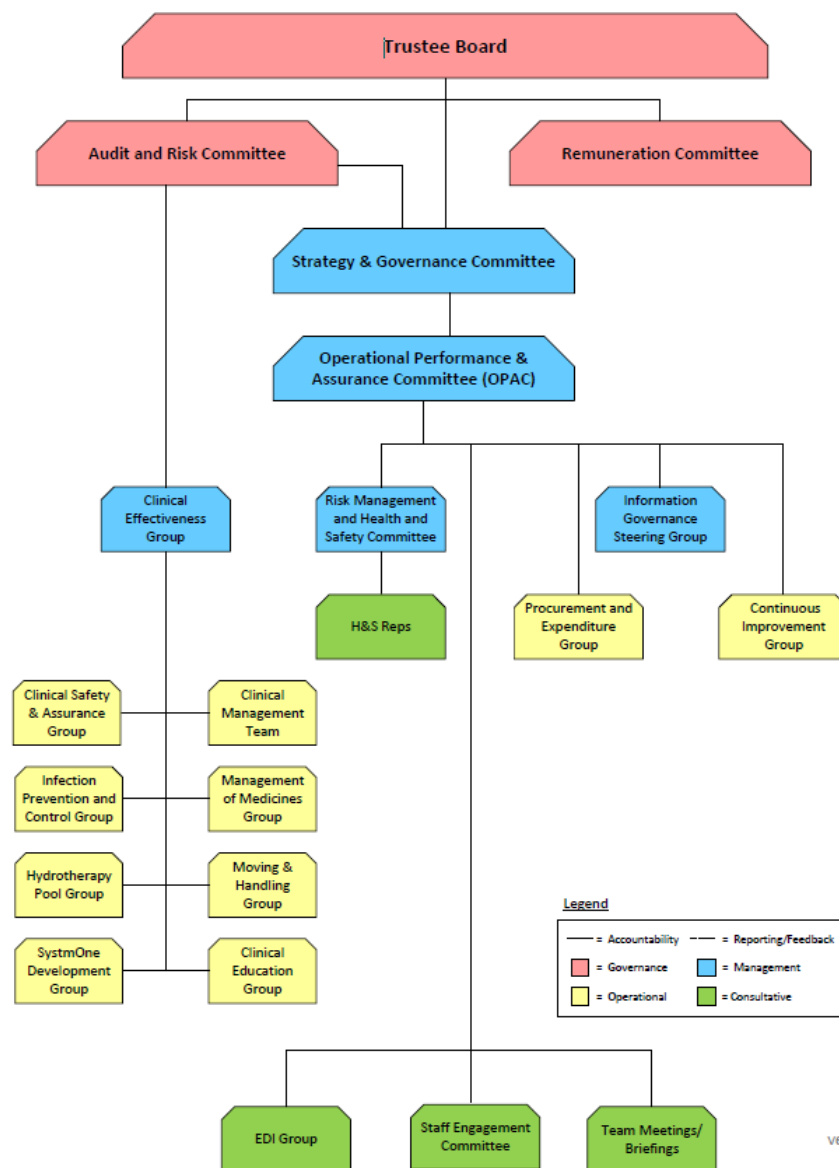 Trustee Board
Audit and Risk Committee
Remuneration Committee
Strategy & Governance Committee
Operational Performance &
Assurance Committee (OPAC)
Clinical
Effectiveness
Group
Risk Management
and Health and
Safety Committee
Information
Governance
Steering Group
H&S Reps
Procurement and
Expenditure
Group
Continuous
Improvement
Group
Clinical Safety
& Assurance
Group
Clinical
Management
Team
Infection
Prevention and
Control Group
Management
of Medicines
Group
Hydrotherapy
Pool Group
Moving &
Handling
Group
SystmOne
Development
Group
Clinical
Education
Group
Legend
= Accountability
= Reporting/Feedback
= Governance
= Management
= Operational
= Consultative
EDI Group
Staff Engagement
Committee
Team Meetings/
Briefings